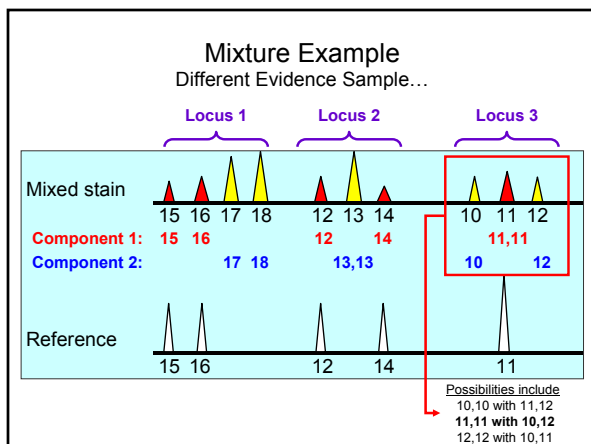 Mixture Example
Different Evidence Sample…
Locus 1 Locus 2 Locus 3
Mixed stain
15 16 17 18 12 13 14 10 11 12
Component 1: 15 16 12 14 11,11
Component 2: 17 18 13,13 10 12
Reference
15 16 12 14 11
Possibilities include
10,10 with 11,12
11,11 with 10,12
12,12 with 10,11